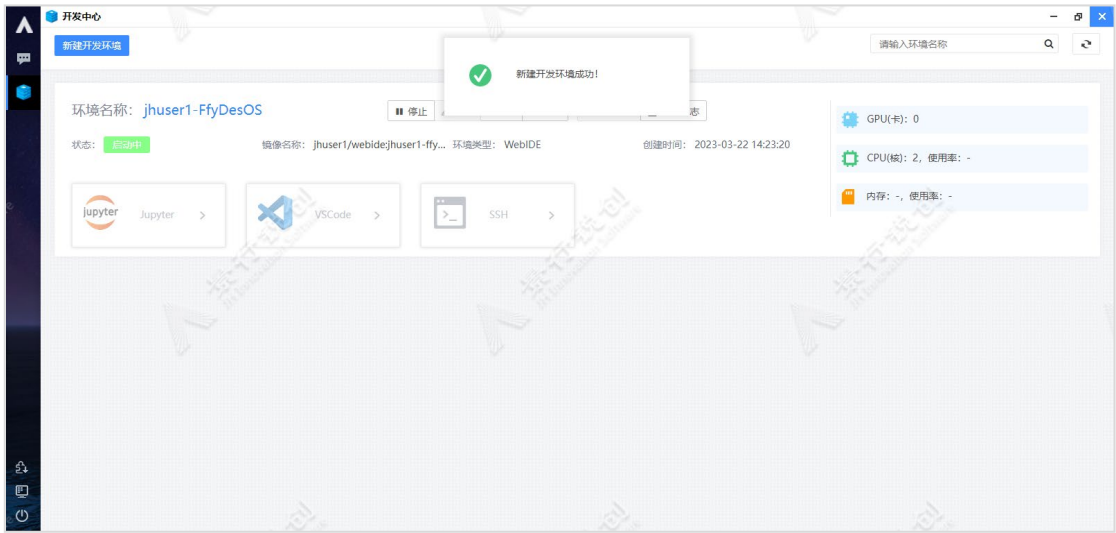 开发中心
新建开发环境
请输入环境名称
新建开发环境成功!
环境名称: jhuser1-FfyDesOS
停止
志
状态: 启动中 镜像名称: jhuser1/webide:jhuser1-ffy... 环境类型: WebIDE 创建时间: 2023-03-22 14:23:20
GPU(卡): 0
CPU(核): 2, 使用率: -
内存: -, 使用率: -
jupyter Jupyter >
VSCode >
SSH >